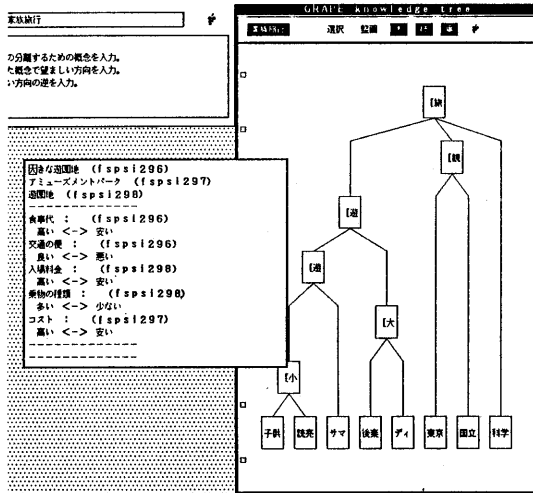 家族旅行
の分離するための概念を入力。
た概念で望ましい方向を入力。
い方向の逆を入力。
大きな遊園地 (fspsi296)
アミューズメントパーク (fspsi297)
遊園地 (fspsi298)
--------------
食事代 : (fspsi296)
高い <-> 安い
交通の便 : (fspsi296)
良い <-> 悪い
入場料金 : (fspsi298)
高い <-> 安い
乗物の種類 : (fspsi298)
多い <-> 少ない
コスト : (fspsi297)
高い <-> 安い
--------------
--------------
GRAPE knowledge tree
家族旅行 選択
[旅
[観
[遊
[遊
[大
[小
子供 読売 サマ 後楽 ディ 東京 国立 科学